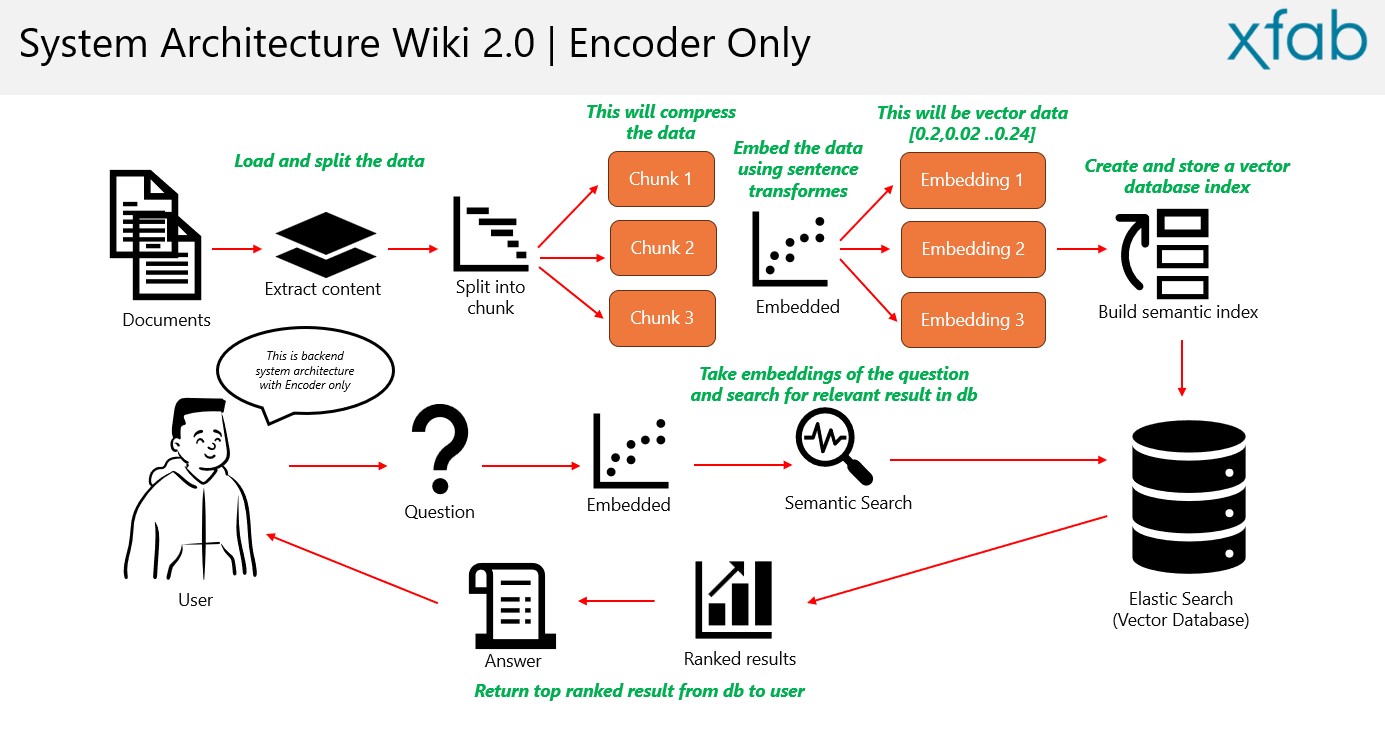 System Architecture Wiki 2.0 | Encoder Only
xfab
This will compress
the data
This will be vector data
[0.2,0.02 ..0.24]
Load and split the data
Embed the data
using sentence
transformes
Create and store a vector
database index
Chunk 1
Chunk 2
Chunk 3
Embedding 1
Embedding 2
Embedding 3
Documents
Extract content
Split into
chunk
Embedded
Build semantic index
This is backend
system architecture
with Encoder only
Take embeddings of the question
and search for relevant result in db
User
Question
Embedded
Semantic Search
Elastic Search
(Vector Database)
Answer
Ranked results
Return top ranked result from db to user